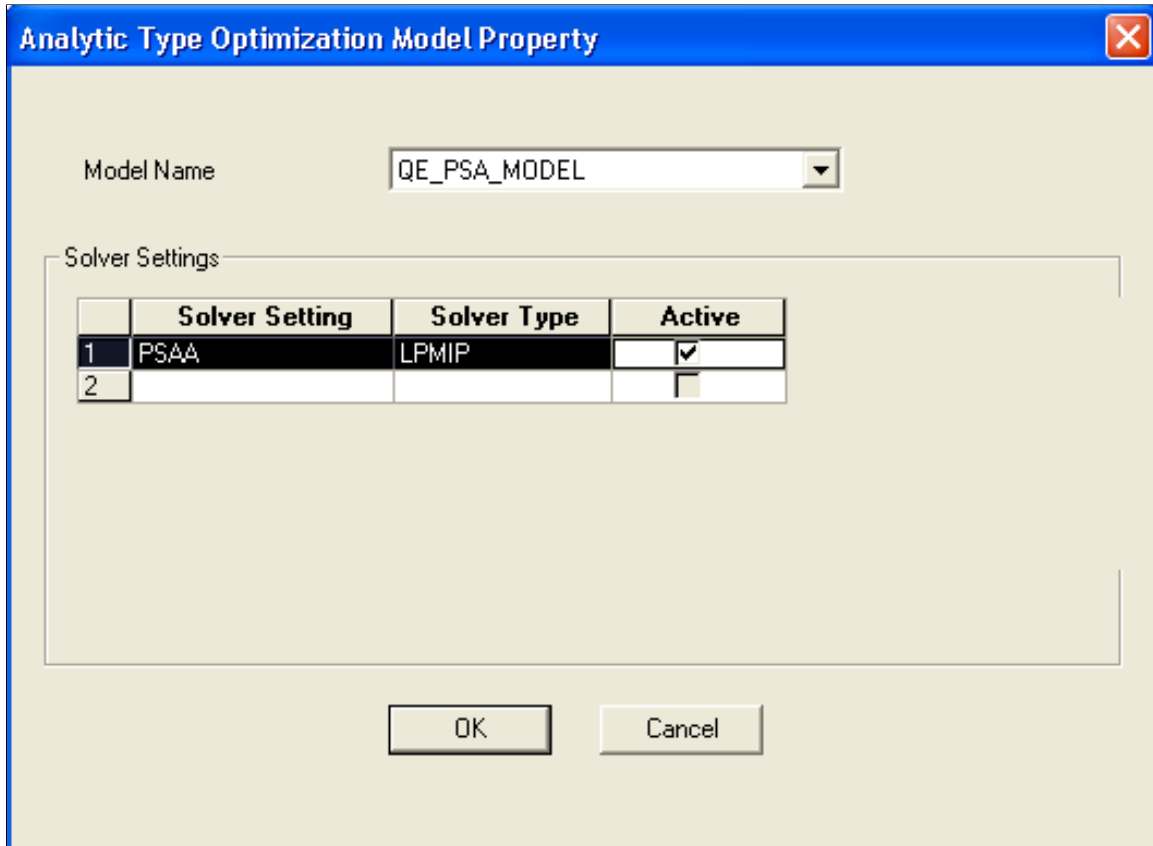 Analytic Type Optimization Model Property
Model Name QE_PSA_MODEL
Solver Settings
Solver Setting Solver Type Active
1 PSAA LPMIP
2
OK Cancel